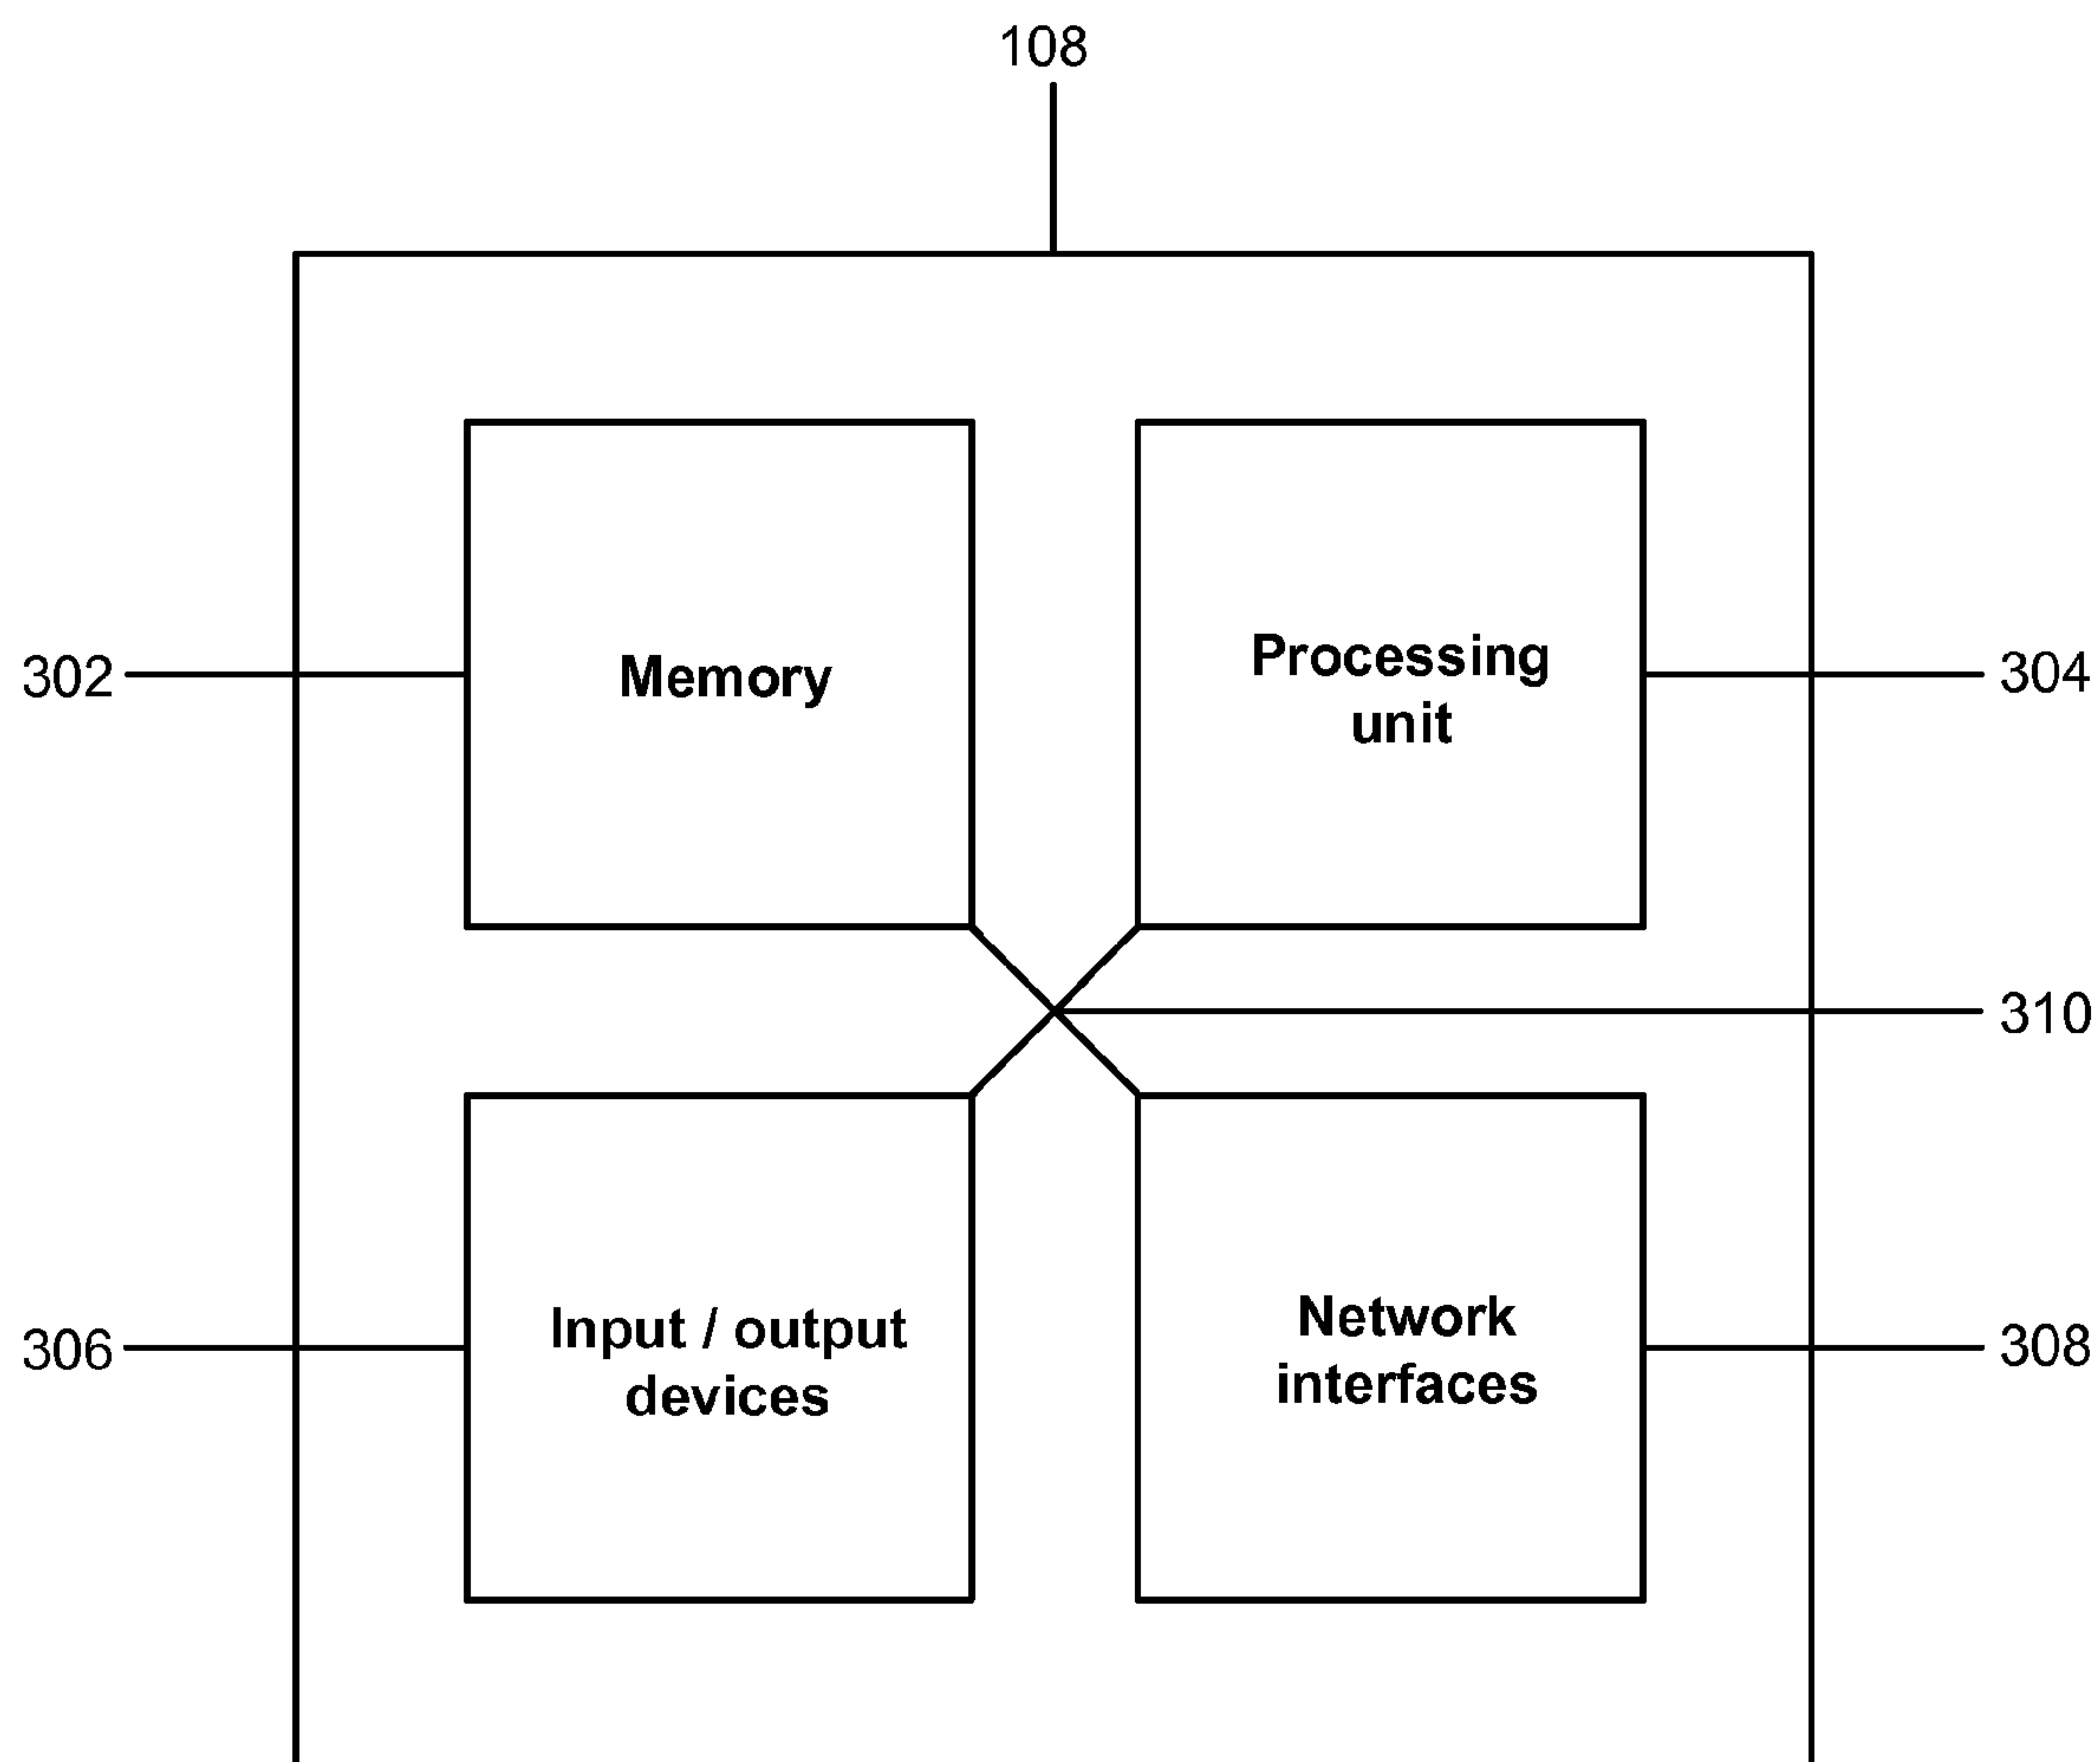 108
302
Memory
Processing
unit
304
310
306
Input / output
devices
Network
interfaces
308